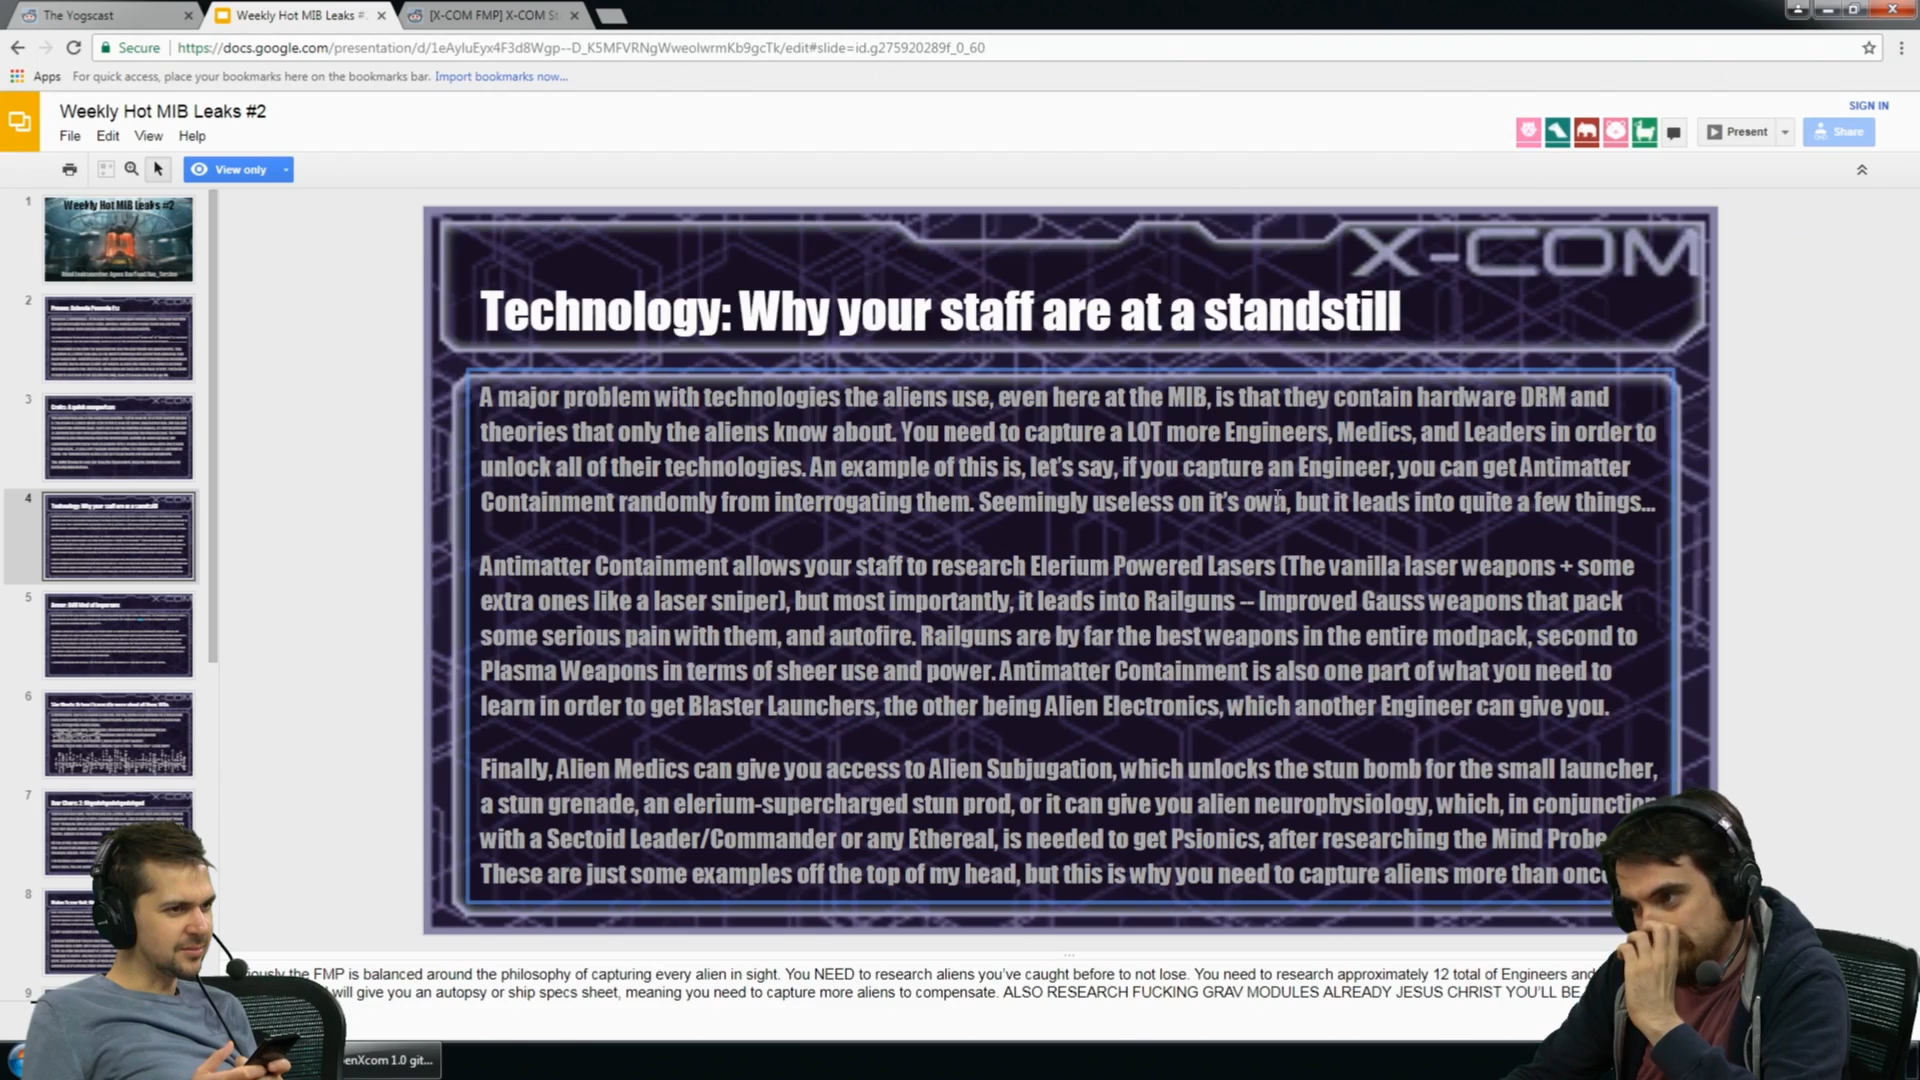 The Yogscast
Weekly Hot MIB Leaks #
[X-COM FMP] X-COM St
Secure
https://docs.google.com/presentation/d/1eAyIuEyx4F3d8Wgp--D_K5MFVRNgWweolwrmKb9gcTk/edit#slide=id.g275920289f_0_60
Apps
For quick access, place your bookmarks here on the bookmarks bar. Import bookmarks now...
Weekly Hot MIB Leaks #2
SIGN IN
File Edit View Help
Present
Share
View only
1
Weekly Hot MIB Leaks #2
2
3
4
5
6
7
8
9
X-COM
Technology: Why your staff are at a standstill
A major problem with technologies the aliens use, even here at the MIB, is that they contain hardware DRM and
theories that only the aliens know about. You need to capture a LOT more Engineers, Medics, and Leaders in order to
unlock all of their technologies. An example of this is, let's say, if you capture an Engineer, you can get Antimatter
Containment randomly from interrogating them. Seemingly useless on it's own, but it leads into quite a few things...
Antimatter Containment allows your staff to research Elerium Powered Lasers (The vanilla laser weapons + some
extra ones like a laser sniper), but most importantly, it leads into Railguns -- Improved Gauss weapons that pack
some serious pain with them, and autofire. Railguns are by far the best weapons in the entire modpack, second to
Plasma Weapons in terms of sheer use and power. Antimatter Containment is also one part of what you need to
learn in order to get Blaster Launchers, the other being Alien Electronics, which another Engineer can give you.
Finally, Alien Medics can give you access to Alien Subjugation, which unlocks the stun bomb for the small launcher,
a stun grenade, an elerium-supercharged stun prod, or it can give you alien neurophysiology, which, in conjunction
with a Sectoid Leader/Commander or any Ethereal, is needed to get Psionics, after researching the Mind Probe
These are just some examples off the top of my head, but this is why you need to capture aliens more than once
the FMP is balanced around the philosophy of capturing every alien in sight. You NEED to research aliens you've caught before to not lose. You need to research approximately 12 total of Engineers and
will give you an autopsy or ship specs sheet, meaning you need to capture more aliens to compensate. ALSO RESEARCH FUCKING GRAV MODULES ALREADY JESUS CHRIST YOU'LL BE
enXcom 1.0 git...